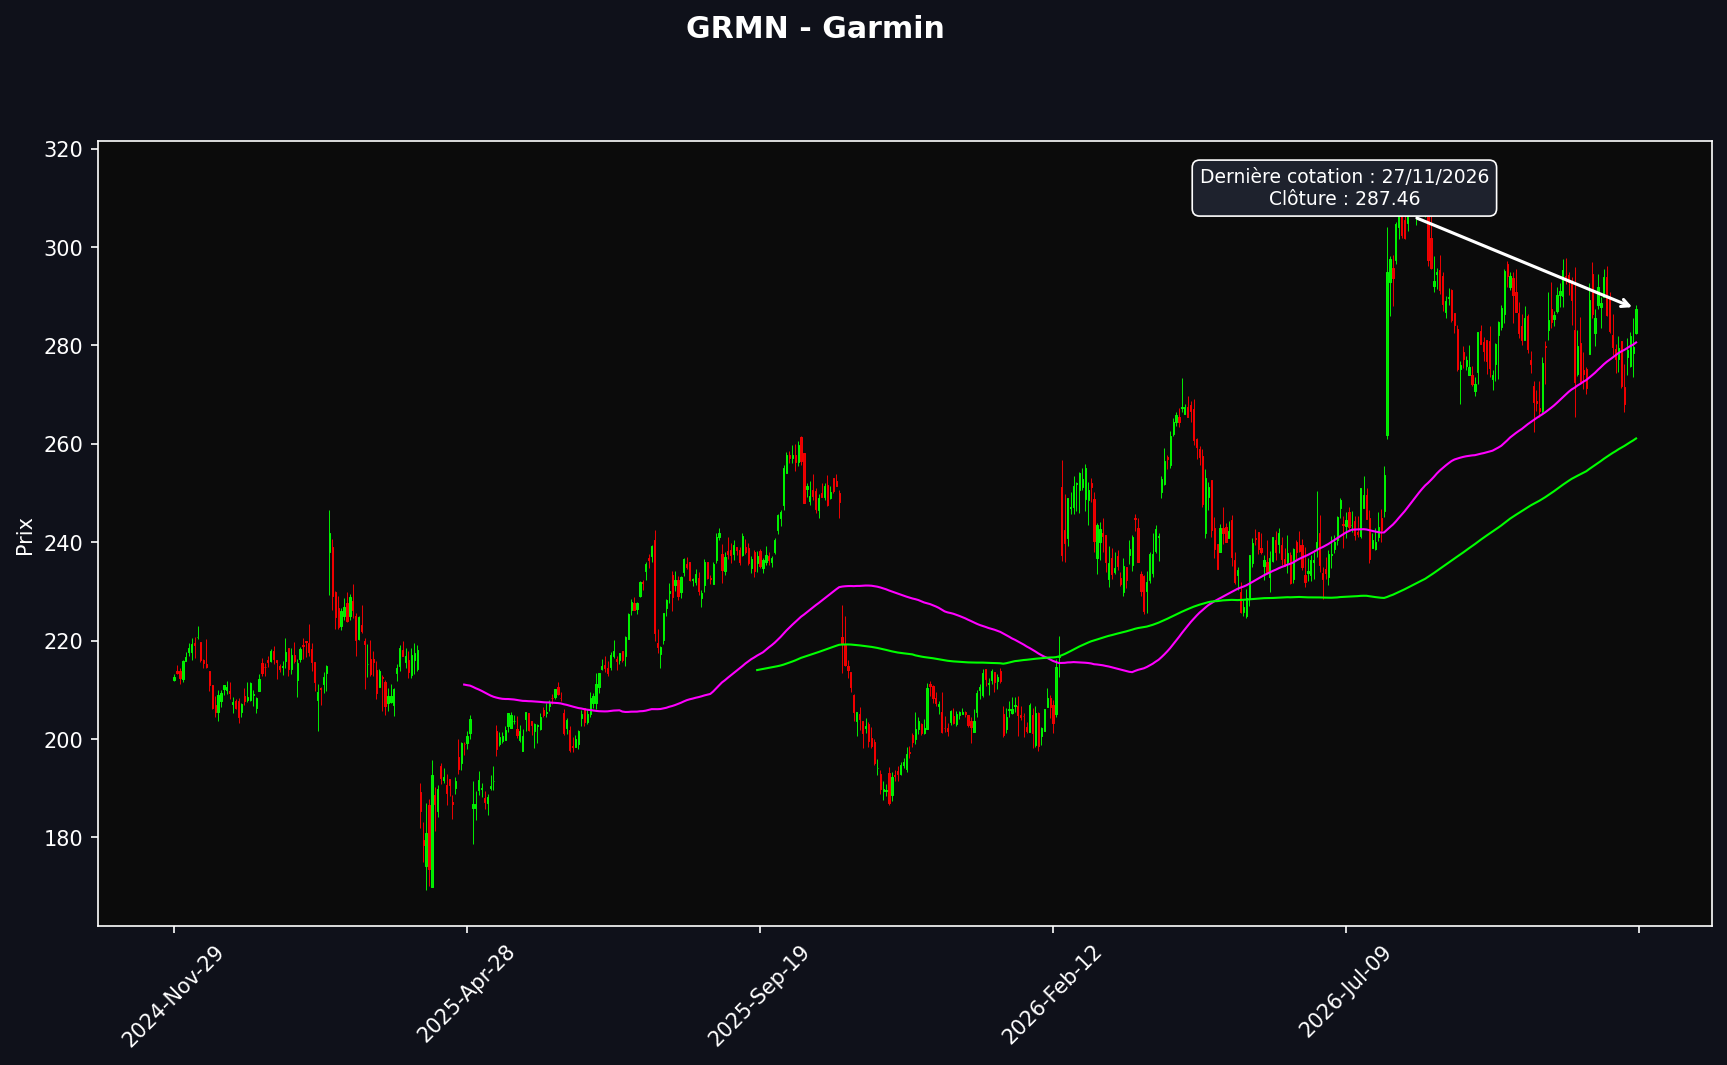 GRMN - Garmin
Dernière cotation : 27/11/2026
Clôture : 287.46
Prix
320
300
280
260
240
220
200
180
2024-Nov-29
2025-Apr-28
2025-Sep-19
2026-Feb-12
2026-Jul-09